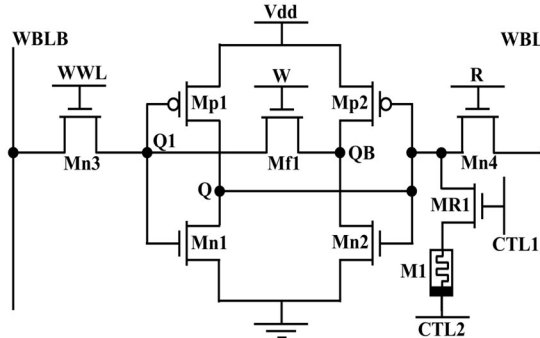 Vdd
WBLB
WBL
WWL
W
R
Mp1
Mp2
Q1
Mn3
Mf1
QB
Mn4
Q
MR1
Mn1
Mn2
CTL1
M1
CTL2